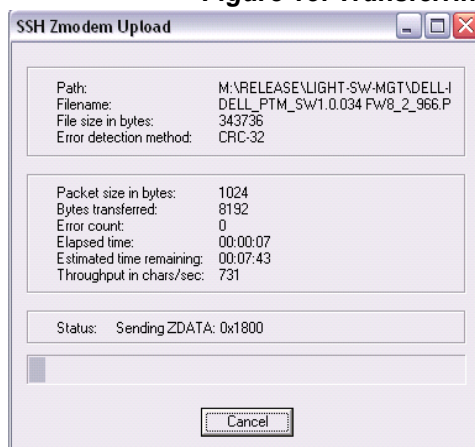 SSH Zmodem Upload
Path: M:\RELEASE\LIGHT-SW-MGT\DELL-I
Filename: DELL_PTM_SW1.0.034 FW8_2_966.P
File size in bytes: 343736
Error detection method: CRC-32
Packet size in bytes: 1024
Bytes transferred: 8192
Error count: 0
Elapsed time: 00:00:07
Estimated time remaining: 00:07:43
Throughput in chars/sec: 731
Status: Sending ZDATA: 0x1800
Cancel